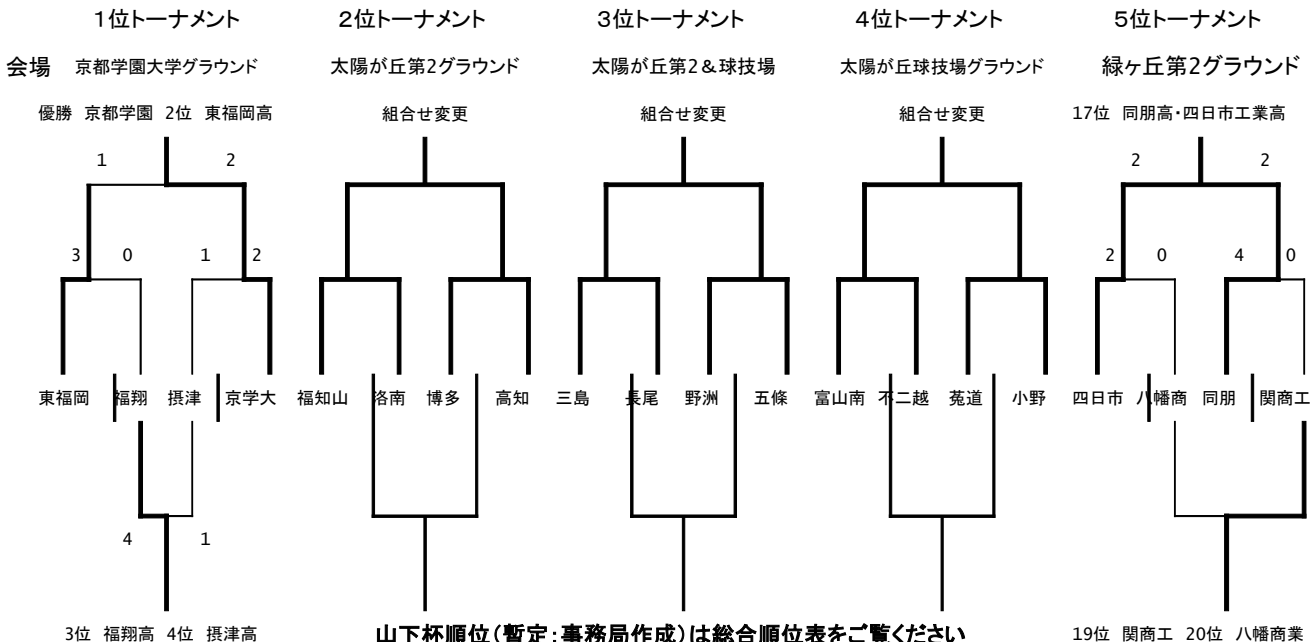 1位トーナメント 2位トーナメント 3位トーナメント 4位トーナメント 5位トーナメント
会場 京都学園大学グラウンド 太陽が丘第2グラウンド 太陽が丘第2&球技場 太陽が丘球技場グラウンド 緑ヶ丘第2グラウンド
優勝 京都学園 2位 東福岡高 組合せ変更 組合せ変更 組合せ変更 17位 同朋高・四日市工業高
1 2 2 2
3 0 1 2 2 0 4 0
東福岡 福翔 摂津 京学大 福知山 洛南 博多 高知 三島 長尾 野洲 五條 富山南 不二越 菟道 小野 四日市 八幡商 同朋 関商工
4 1
3位 福翔高 4位 摂津高 山下杯順位(暫定:事務局作成)は総合順位表をご覧ください 19位 関商工 20位 八幡商業